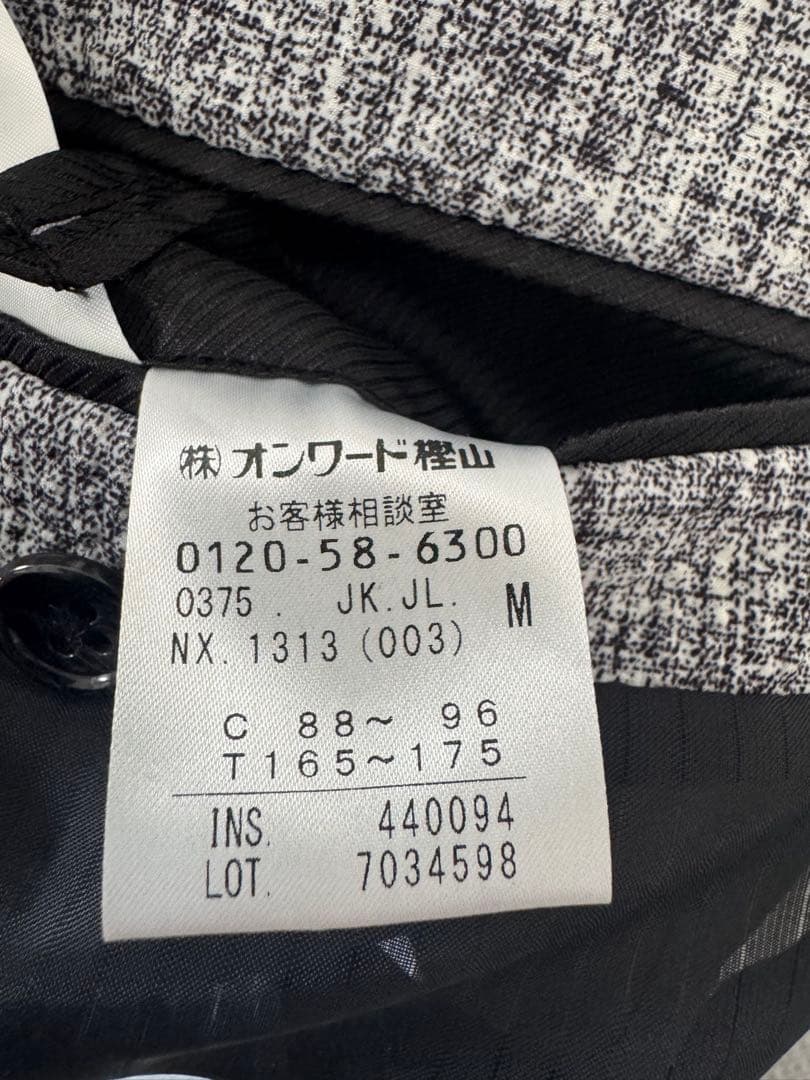 ㈱オンワード樫山
お客様相談室
0120-58-6300
0375 . JK.JL. M
NX. 1313 (003)
C 88〜 96
T165〜175
INS. 440094
LOT. 7034598